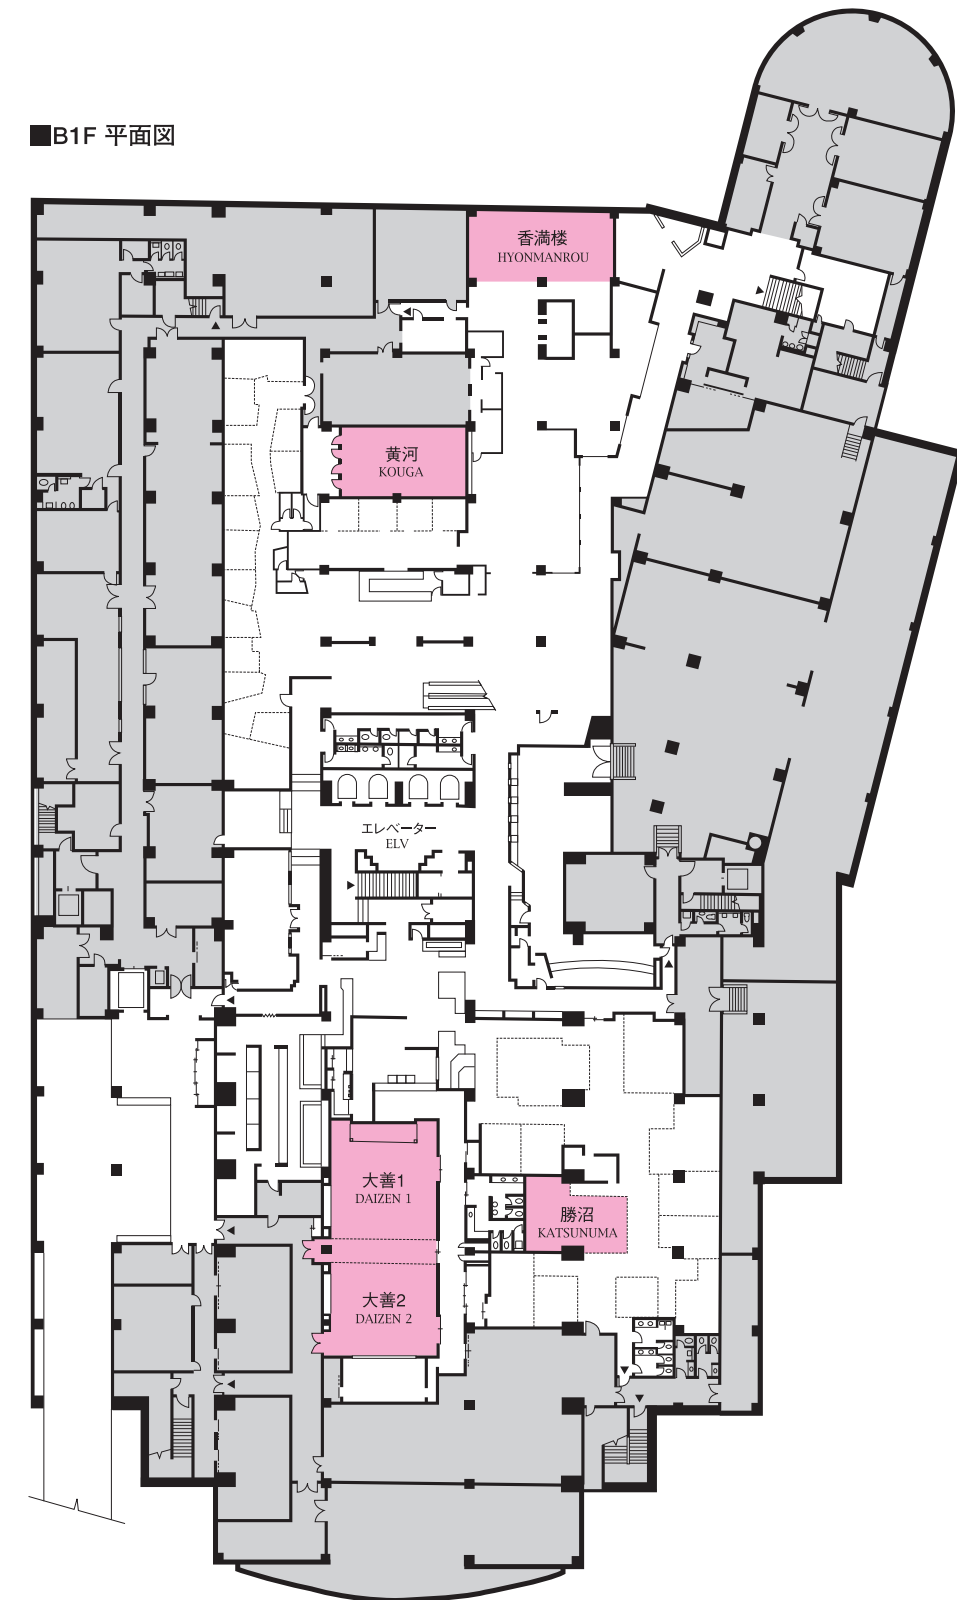 ■B1F 平面図
香満楼
HYONMANROU
黄河
KOUGA
エレベーター
ELV
大善1
DAIZEN 1
勝沼
KATSUNUMA
大善2
DAIZEN 2